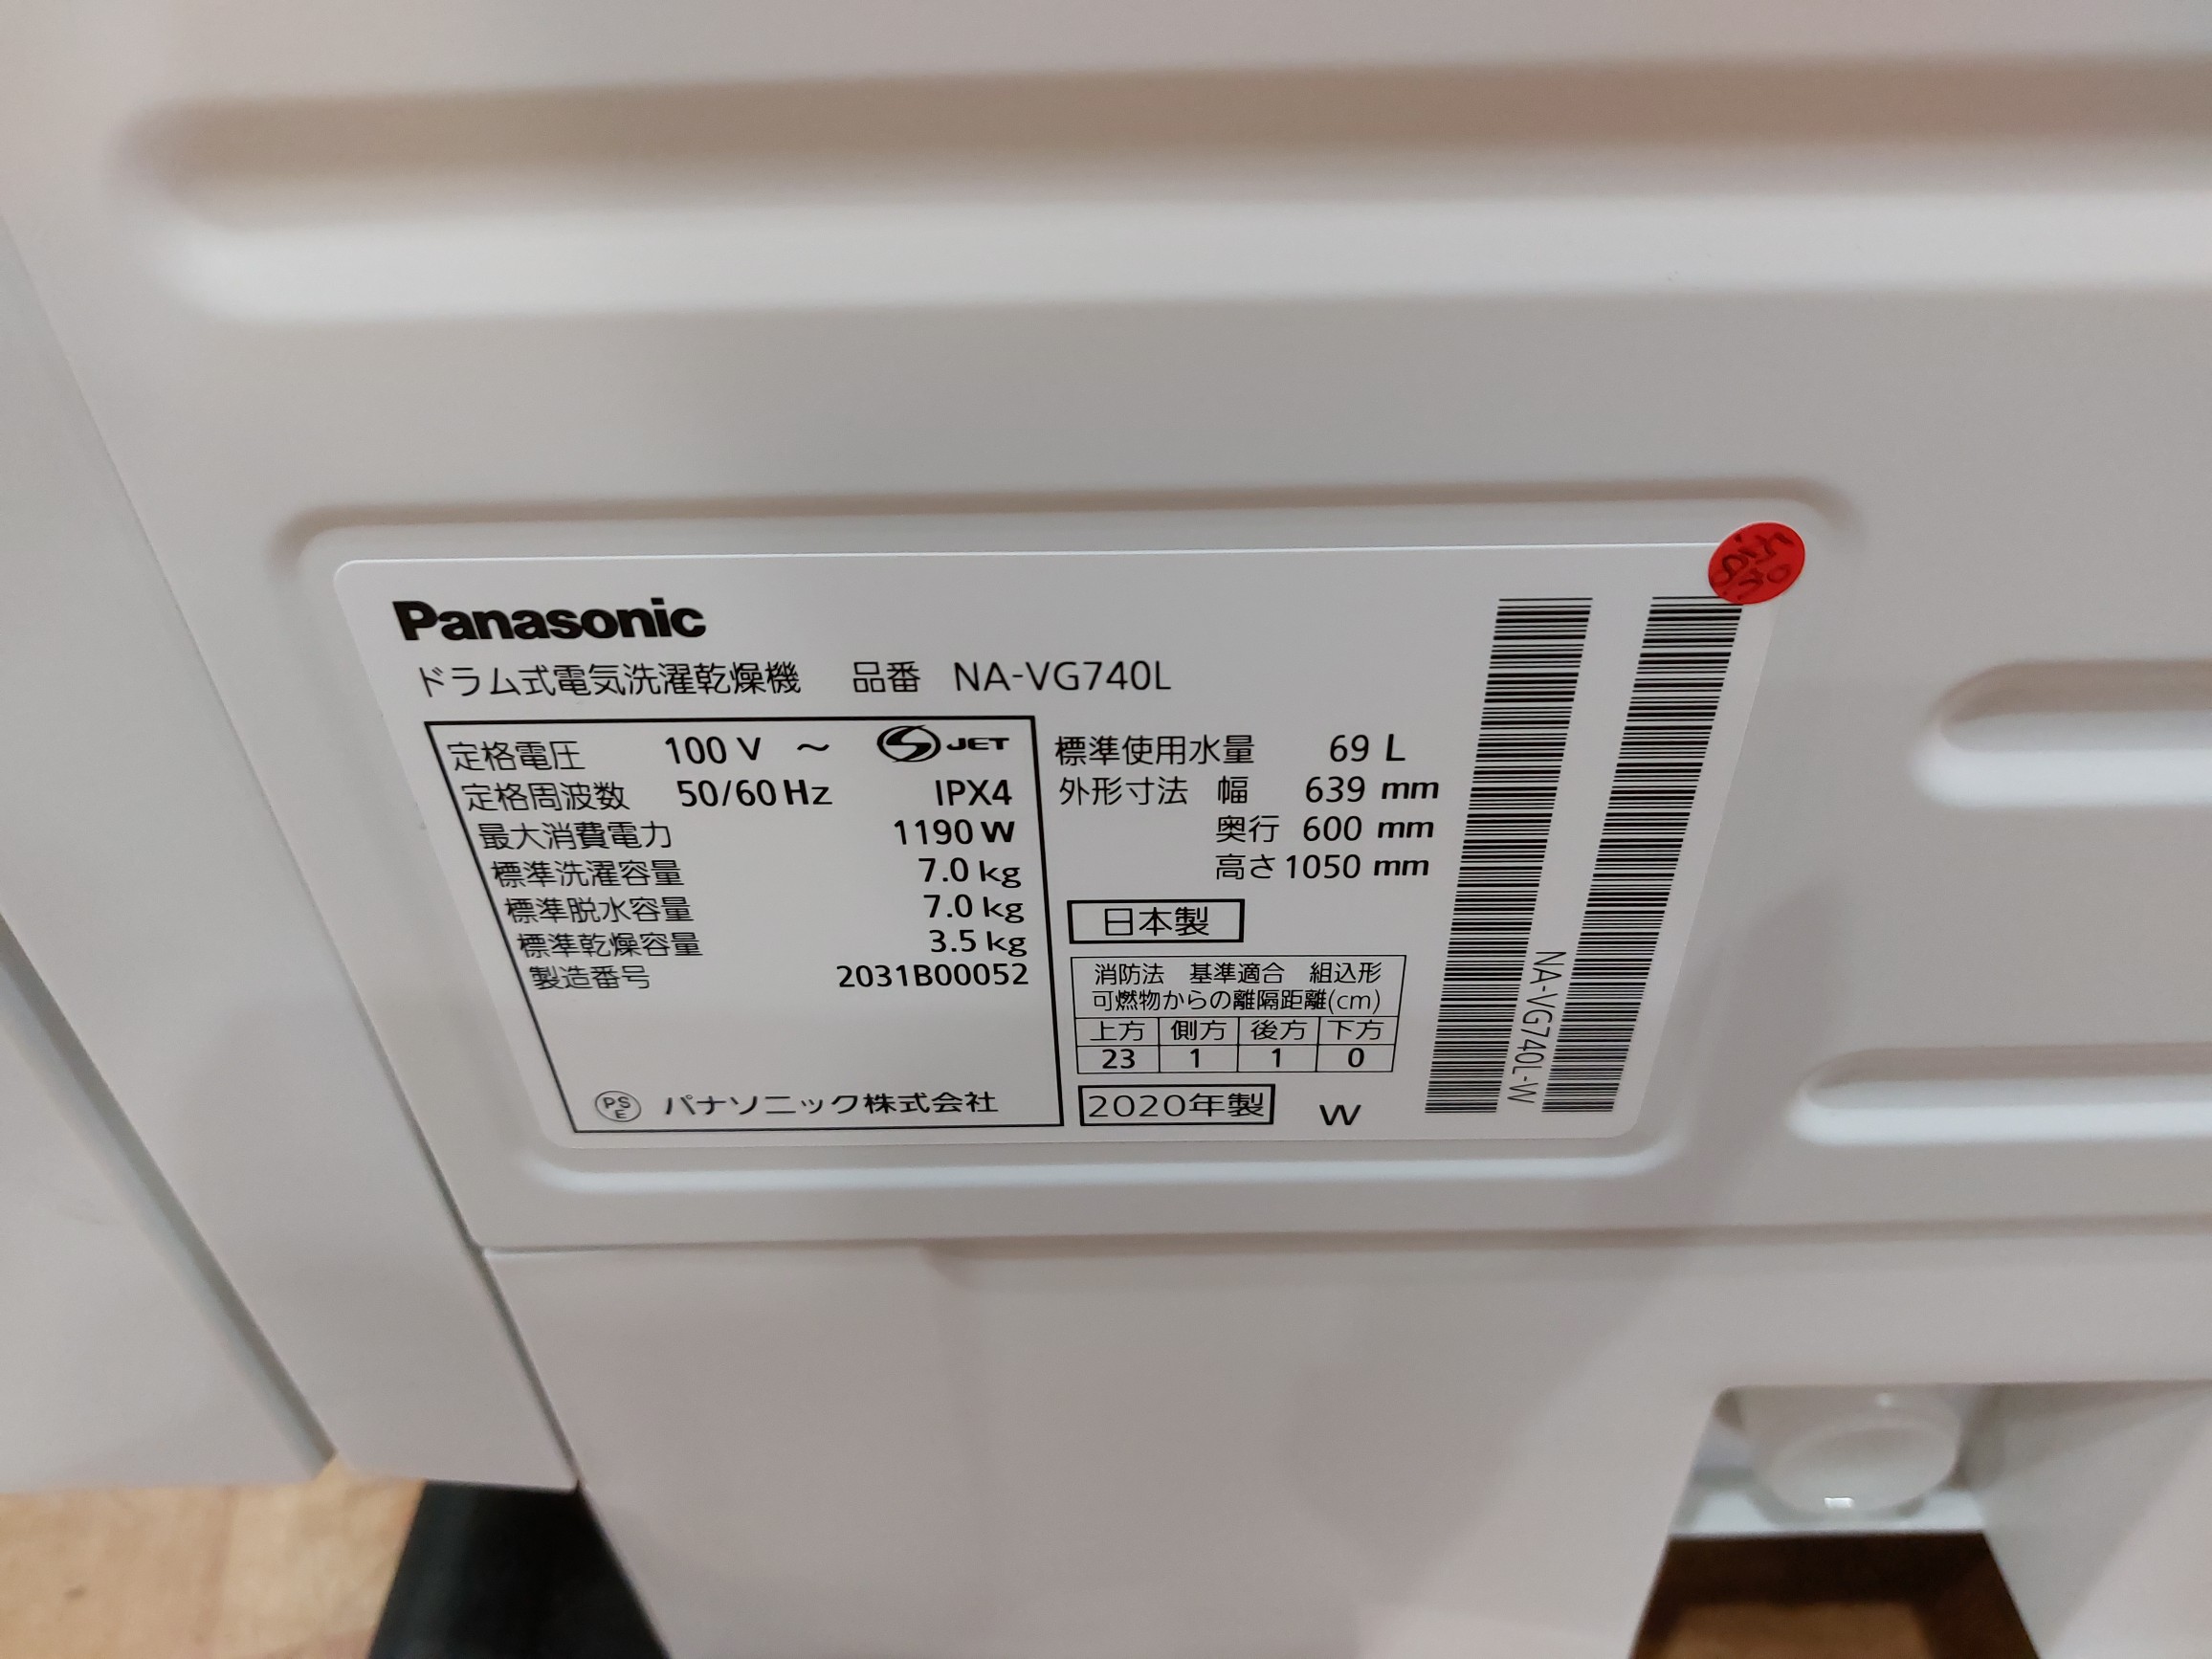 Panasonic
ドラム式電気洗濯乾燥機 品番 NA-VG740L
定格電圧 100 V ～ S JET
定格周波数 50/60 Hz IPX4
最大消費電力 1190 W
標準洗濯容量 7.0 kg
標準脱水容量 7.0 kg
標準乾燥容量 3.5 kg
製造番号 2031B00052
PS E パナソニック株式会社
標準使用水量 69 L
外形寸法 幅 639 mm
奥行 600 mm
高さ 1050 mm
日本製
消防法 基準適合 組込形
可燃物からの離隔距離(cm)
上方 側方 後方 下方
23 1 1 0
2020年製 W
NA-VG740L-W